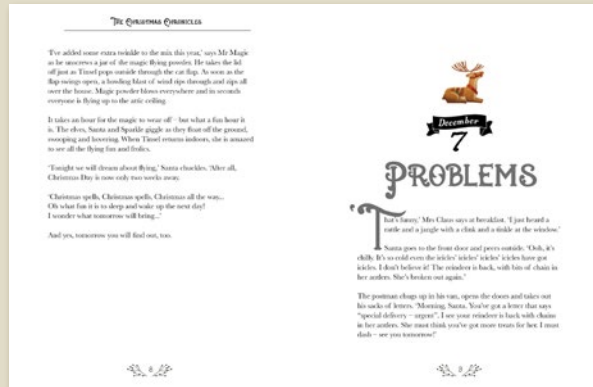 The Christmas Chronicles
'I've added some extra twinkle to the mix this year,' says Mr Magic
as he unscrews a jar of the magic flying powder. He takes the lid
off just as Tinsel pops outside through the cat flap. As soon as the
flap swings open, a howling blast of wind rips through and zips all
over the house. Magic powder blows everywhere and in seconds
everyone is flying up to the attic ceiling.
It takes an hour for the magic to wear off – but what a fun hour it
is. The elves, Santa and Sparkle giggle as they float off the ground,
swooping and hovering. When Tinsel returns indoors, she is amazed
to see all the flying fun and frolics.
'Tonight we will dream about flying,' Santa chuckles. 'After all,
Christmas Day is now only two weeks away.
'Christmas spells, Christmas spells, Christmas all the way...
Oh what fun it is to sleep and wake up the next day!
I wonder what tomorrow will bring...'
And yes, tomorrow you will find out, too.
8
December
7
Problems
'That's funny,' Mrs Claus says at breakfast. 'I just heard a
rattle and a jangle with a clink and a tinkle at the window.'
Santa goes to the front door and peers outside. 'Ooh, it's
chilly. It's so cold even the icicles' icicles' icicles' icicles have got
icicles. I don't believe it! The reindeer is back, with bits of chain in
her antlers. She's broken out again.'
The postman chugs up in his van, opens the doors and takes out
his sacks of letters. 'Morning, Santa. You've got a letter that says
"special delivery – urgent". I see your reindeer is back with chains
in her antlers. She must think you've got more treats for her. I must
dash – see you tomorrow!'
9